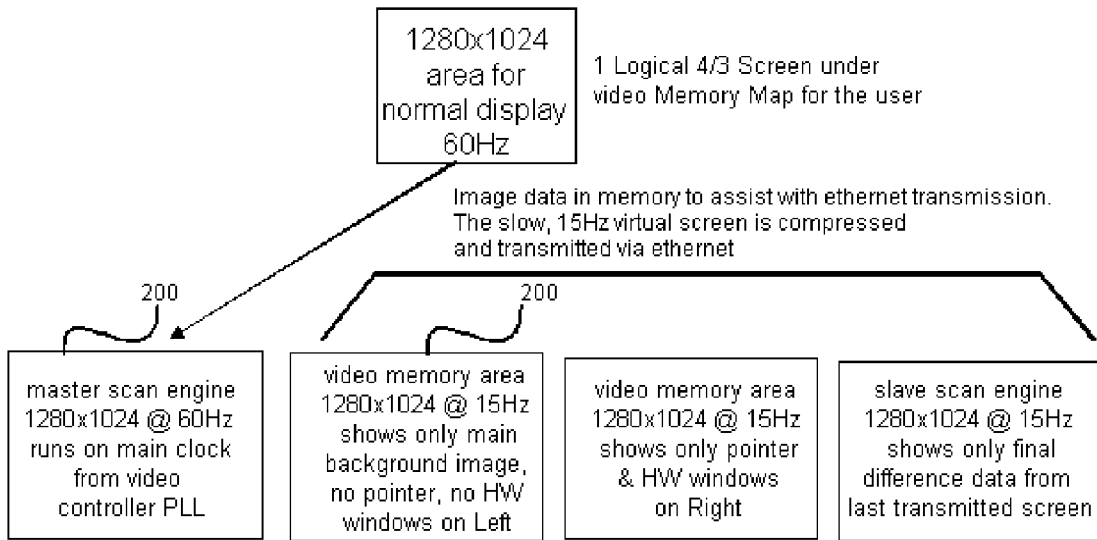 1280x1024
area for
normal display
60Hz
1 Logical 4/3 Screen under
video Memory Map for the user
Image data in memory to assist with ethernet transmission.
The slow, 15Hz virtual screen is compressed
and transmitted via ethernet
200
200
master scan engine
1280x1024 @ 60Hz
runs on main clock
from video
controller PLL
video memory area
1280x1024 @ 15Hz
shows only main
background image,
no pointer, no HW
windows on Left
video memory area
1280x1024 @ 15Hz
shows only pointer
& HW windows
on Right
slave scan engine
1280x1024 @ 15Hz
shows only final
difference data from
last transmitted screen